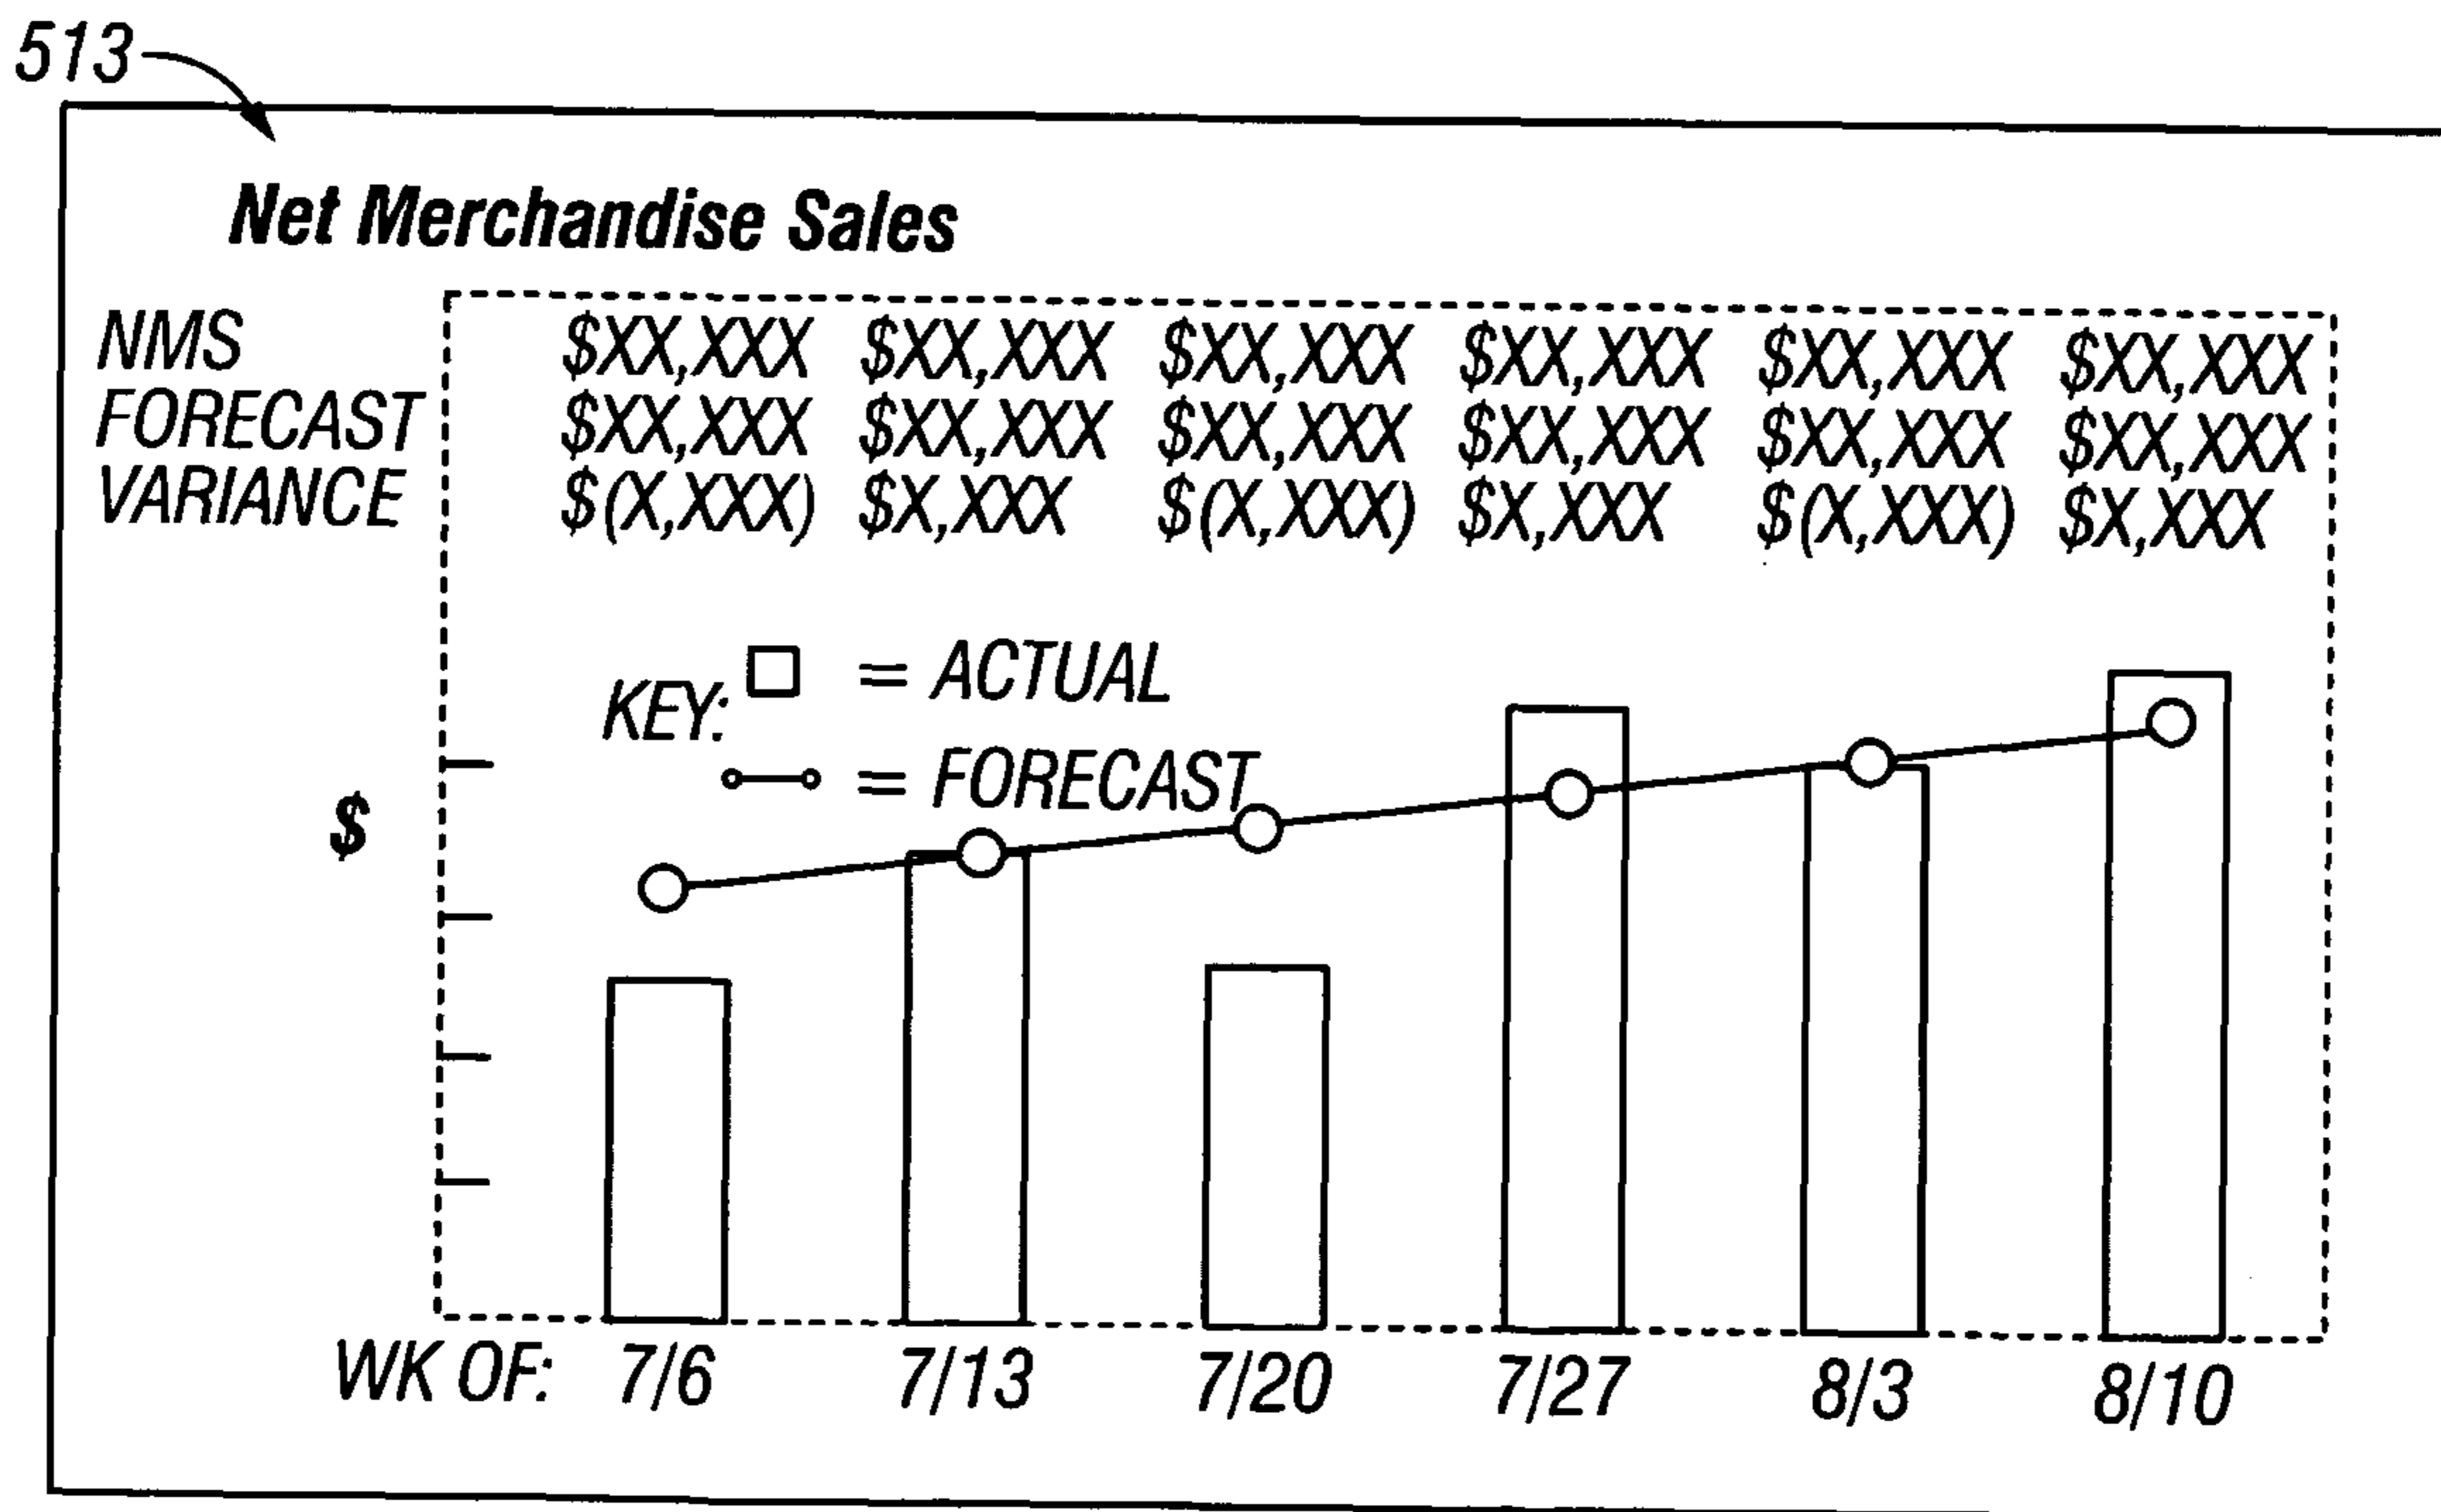 513
Net Merchandise Sales
NMS $XX,XXX $XX,XXX $XX,XXX $XX,XXX $XX,XXX $XX,XXX
FORECAST $XX,XXX $XX,XXX $XX,XXX $XX,XXX $XX,XXX $XX,XXX
VARIANCE $(X,XXX) $X,XXX $(X,XXX) $X,XXX $(X,XXX) $X,XXX
KEY: = ACTUAL
= FORECAST
$
WK OF: 7/6 7/13 7/20 7/27 8/3 8/10